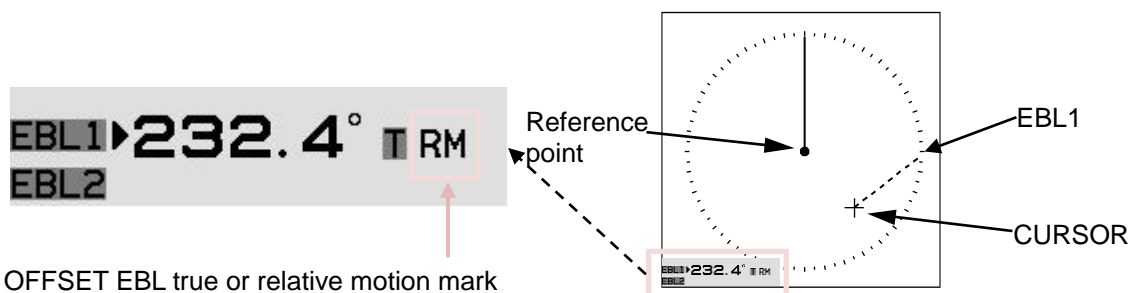 EBL1 232.4° T RM
EBL2
OFFSET EBL true or relative motion mark
Reference
point
EBL1
CURSOR
EBL1 232.4° T RM
EBL2